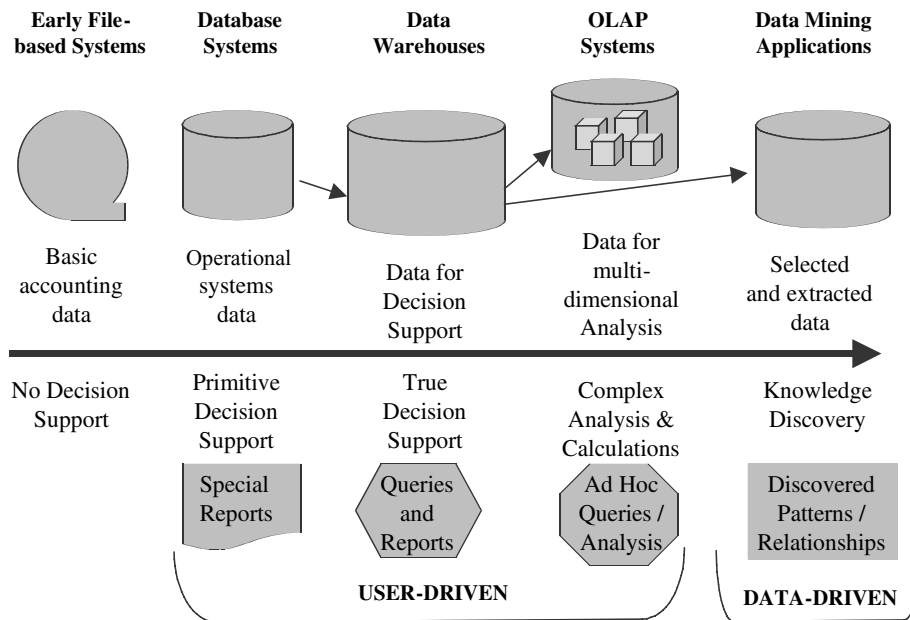 Early File-
based Systems
Database
Systems
Data
Warehouses
OLAP
Systems
Data Mining
Applications
Basic
accounting
data
Operational
systems
data
Data for
Decision
Support
Data for
multi-
dimensional
Analysis
Selected
and extracted
data
No Decision
Support
Primitive
Decision
Support
True
Decision
Support
Complex
Analysis &
Calculations
Knowledge
Discovery
Special
Reports
Queries
and
Reports
Ad Hoc
Queries /
Analysis
Discovered
Patterns /
Relationships
USER-DRIVEN
DATA-DRIVEN